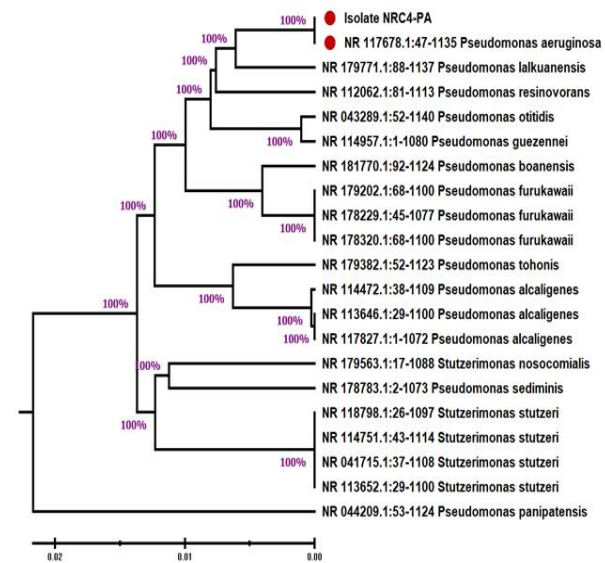 100%
Isolate NRC4-PA
NR 117678.1:47-1135 Pseudomonas aeruginosa
100%
100%
NR 179771.1:88-1137 Pseudomonas lalkuanensis
100%
NR 112062.1:81-1113 Pseudomonas resinovorans
NR 043289.1:52-1140 Pseudomonas otitidis
100%
100%
NR 114957.1:1-1080 Pseudomonas guezennei
NR 181770.1:92-1124 Pseudomonas boanensis
NR 179202.1:68-1100 Pseudomonas furukawaii
100%
100%
NR 178229.1:45-1077 Pseudomonas furukawaii
100%
NR 178320.1:68-1100 Pseudomonas furukawaii
NR 179382.1:52-1123 Pseudomonas tohonis
NR 114472.1:38-1109 Pseudomonas alcaligenes
100%
100%
100%
NR 113646.1:29-1100 Pseudomonas alcaligenes
100%
NR 117827.1:1-1072 Pseudomonas alcaligenes
100%
NR 179563.1:17-1088 Stutzerimonas nosocomialis
NR 178783.1:2-1073 Pseudomonas sediminis
NR 118798.1:26-1097 Stutzerimonas stutzeri
100%
NR 114751.1:43-1114 Stutzerimonas stutzeri
NR 041715.1:37-1108 Stutzerimonas stutzeri
100%
NR 113652.1:29-1100 Stutzerimonas stutzeri
NR 044209.1:53-1124 Pseudomonas panipatensis
0.02
0.01
0.00